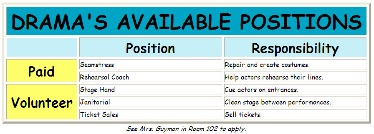 DRAMA'S AVAILABLE POSITIONS
Position Responsibility
Paid Seamstress Repair and create costumes.
Rehearsal Coach Help actors rehearse their lines.
Volunteer Stage Hand Cue actors on entrances.
Janitorial Clean stage between performances.
Ticket Sales Sell tickets.
See Mrs. Guymon in Room 102 to apply.